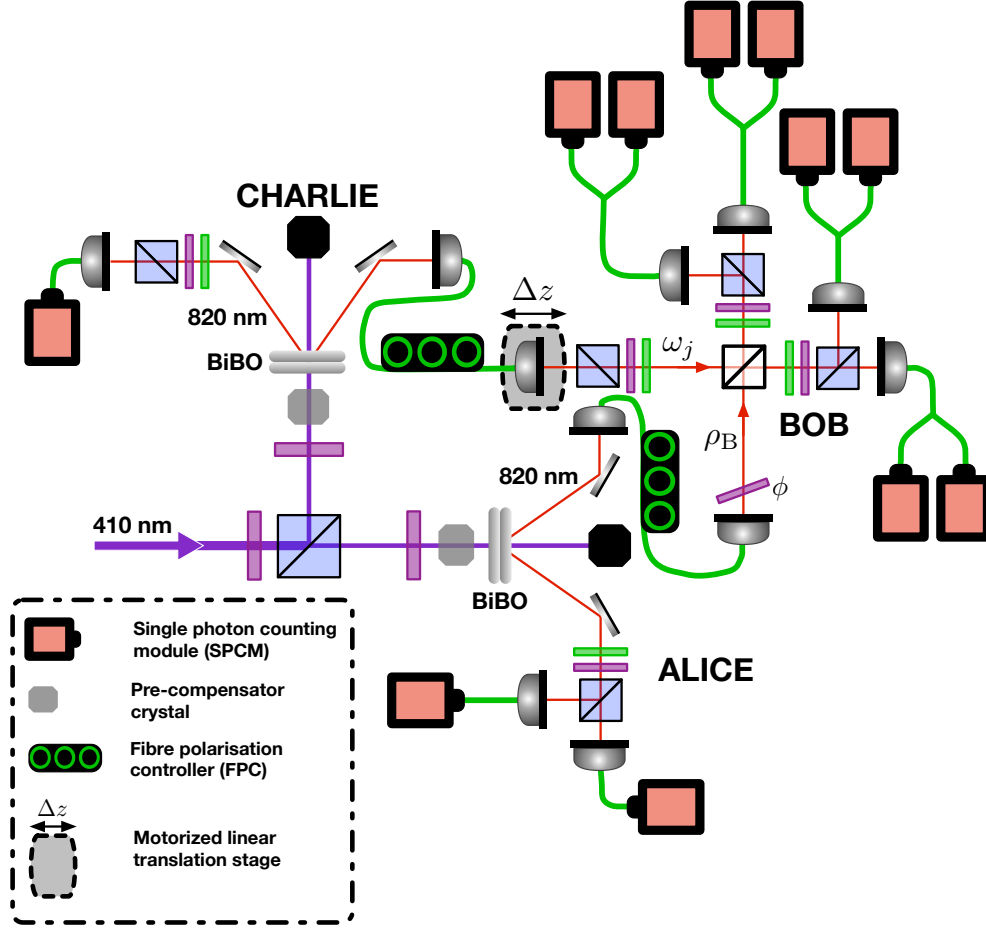 CHARLIE
820 nm
BiBO
Δz
ω_j
BOB
ρ_B
820 nm
ϕ
410 nm
BiBO
ALICE
Single photon counting
module (SPCM)
Pre-compensator
crystal
Fibre polarisation
controller (FPC)
Δz
Motorized linear
translation stage